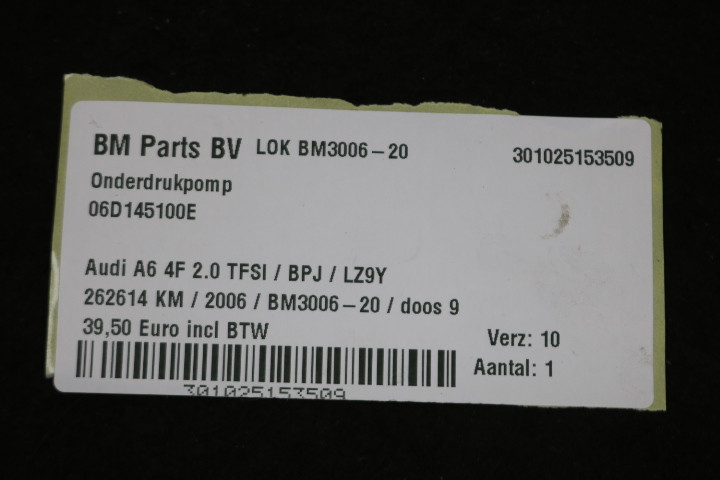 BM Parts BV LOK BM3006-20 301025153509
Onderdrukpomp
06D145100E
Audi A6 4F 2.0 TFSI / BPJ / LZ9Y
262614 KM / 2006 / BM3006-20 / doos 9
39,50 Euro incl BTW
Verz: 10
Aantal: 1
301025153509